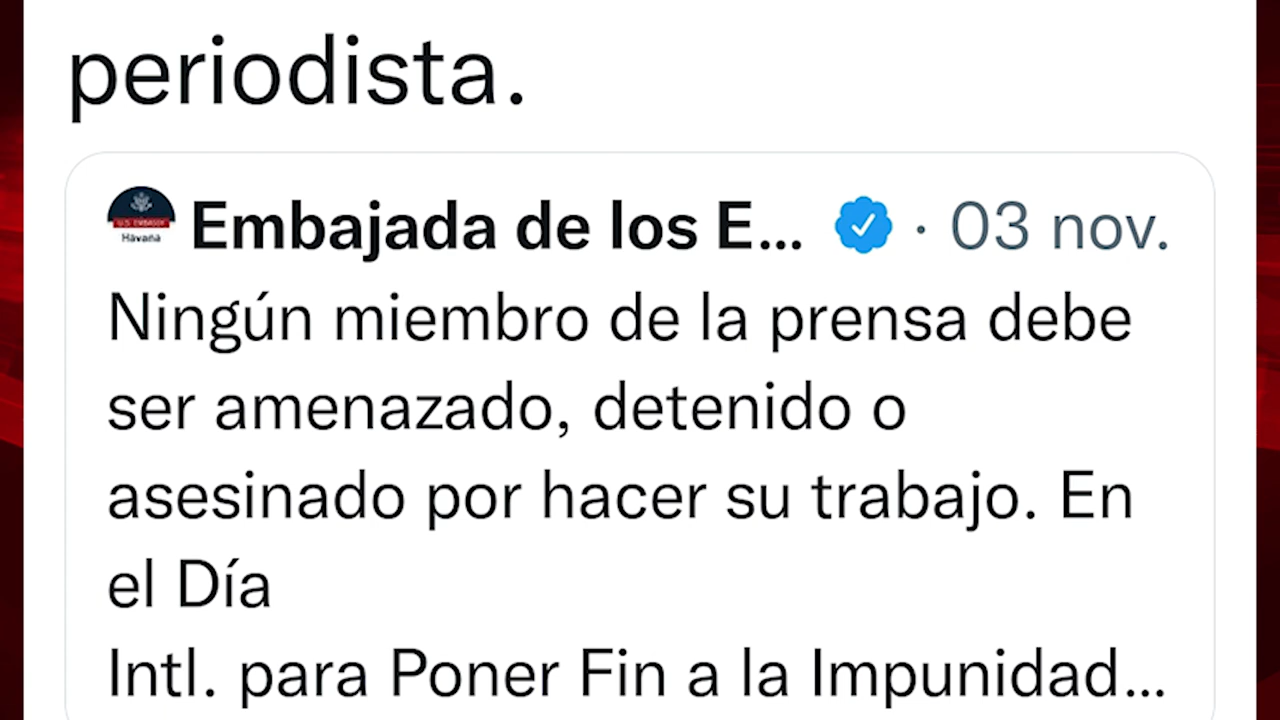 periodista.
U.S. EMBASSY
Havana
Embajada de los E... · 03 nov.
Ningún miembro de la prensa debe
ser amenazado, detenido o
asesinado por hacer su trabajo. En
el Día
Intl. para Poner Fin a la Impunidad...